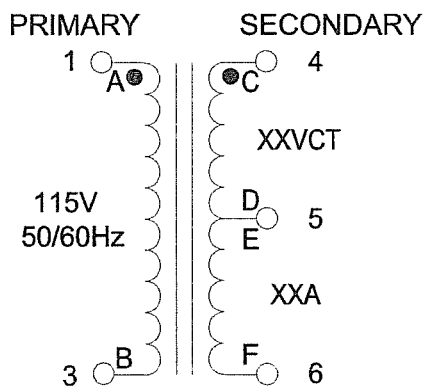 PRIMARY SECONDARY
1 4
A C
XXVCT
115V
50/60Hz
D
5
E
XXA
B F
3 6